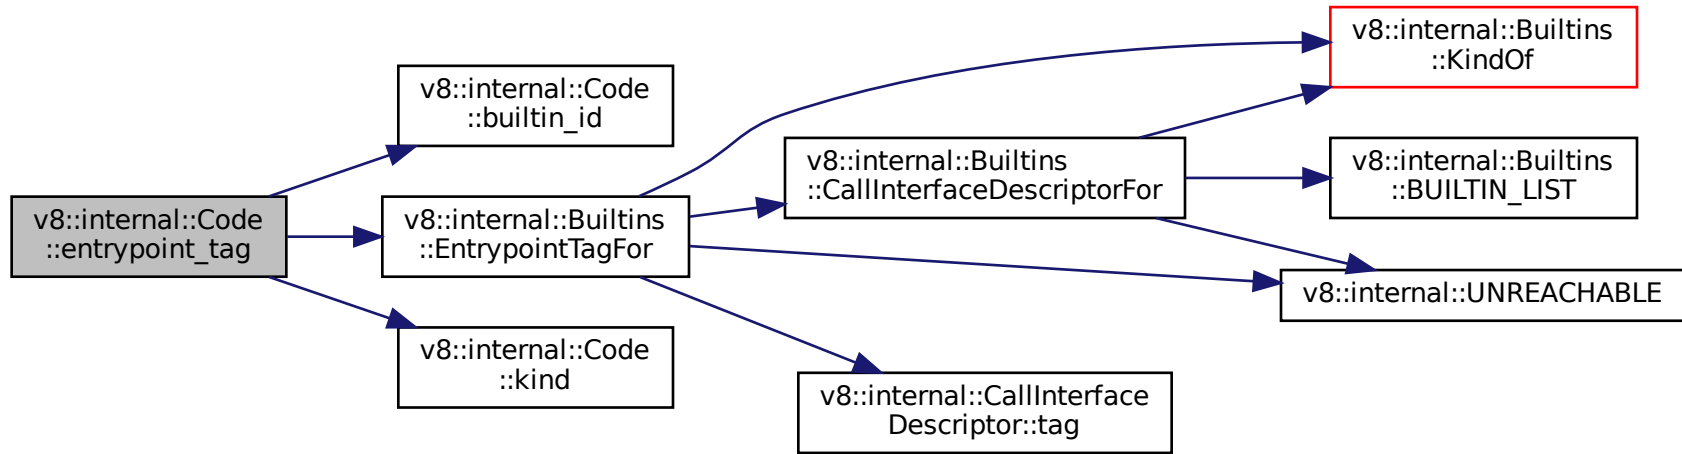 v8::internal::Code
::entrypoint_tag
v8::internal::Code
::builtin_id
v8::internal::Builtins
::EntrypointTagFor
v8::internal::Code
::kind
v8::internal::Builtins
::CallInterfaceDescriptorFor
v8::internal::CallInterface
Descriptor::tag
v8::internal::Builtins
::KindOf
v8::internal::Builtins
::BUILTIN_LIST
v8::internal::UNREACHABLE